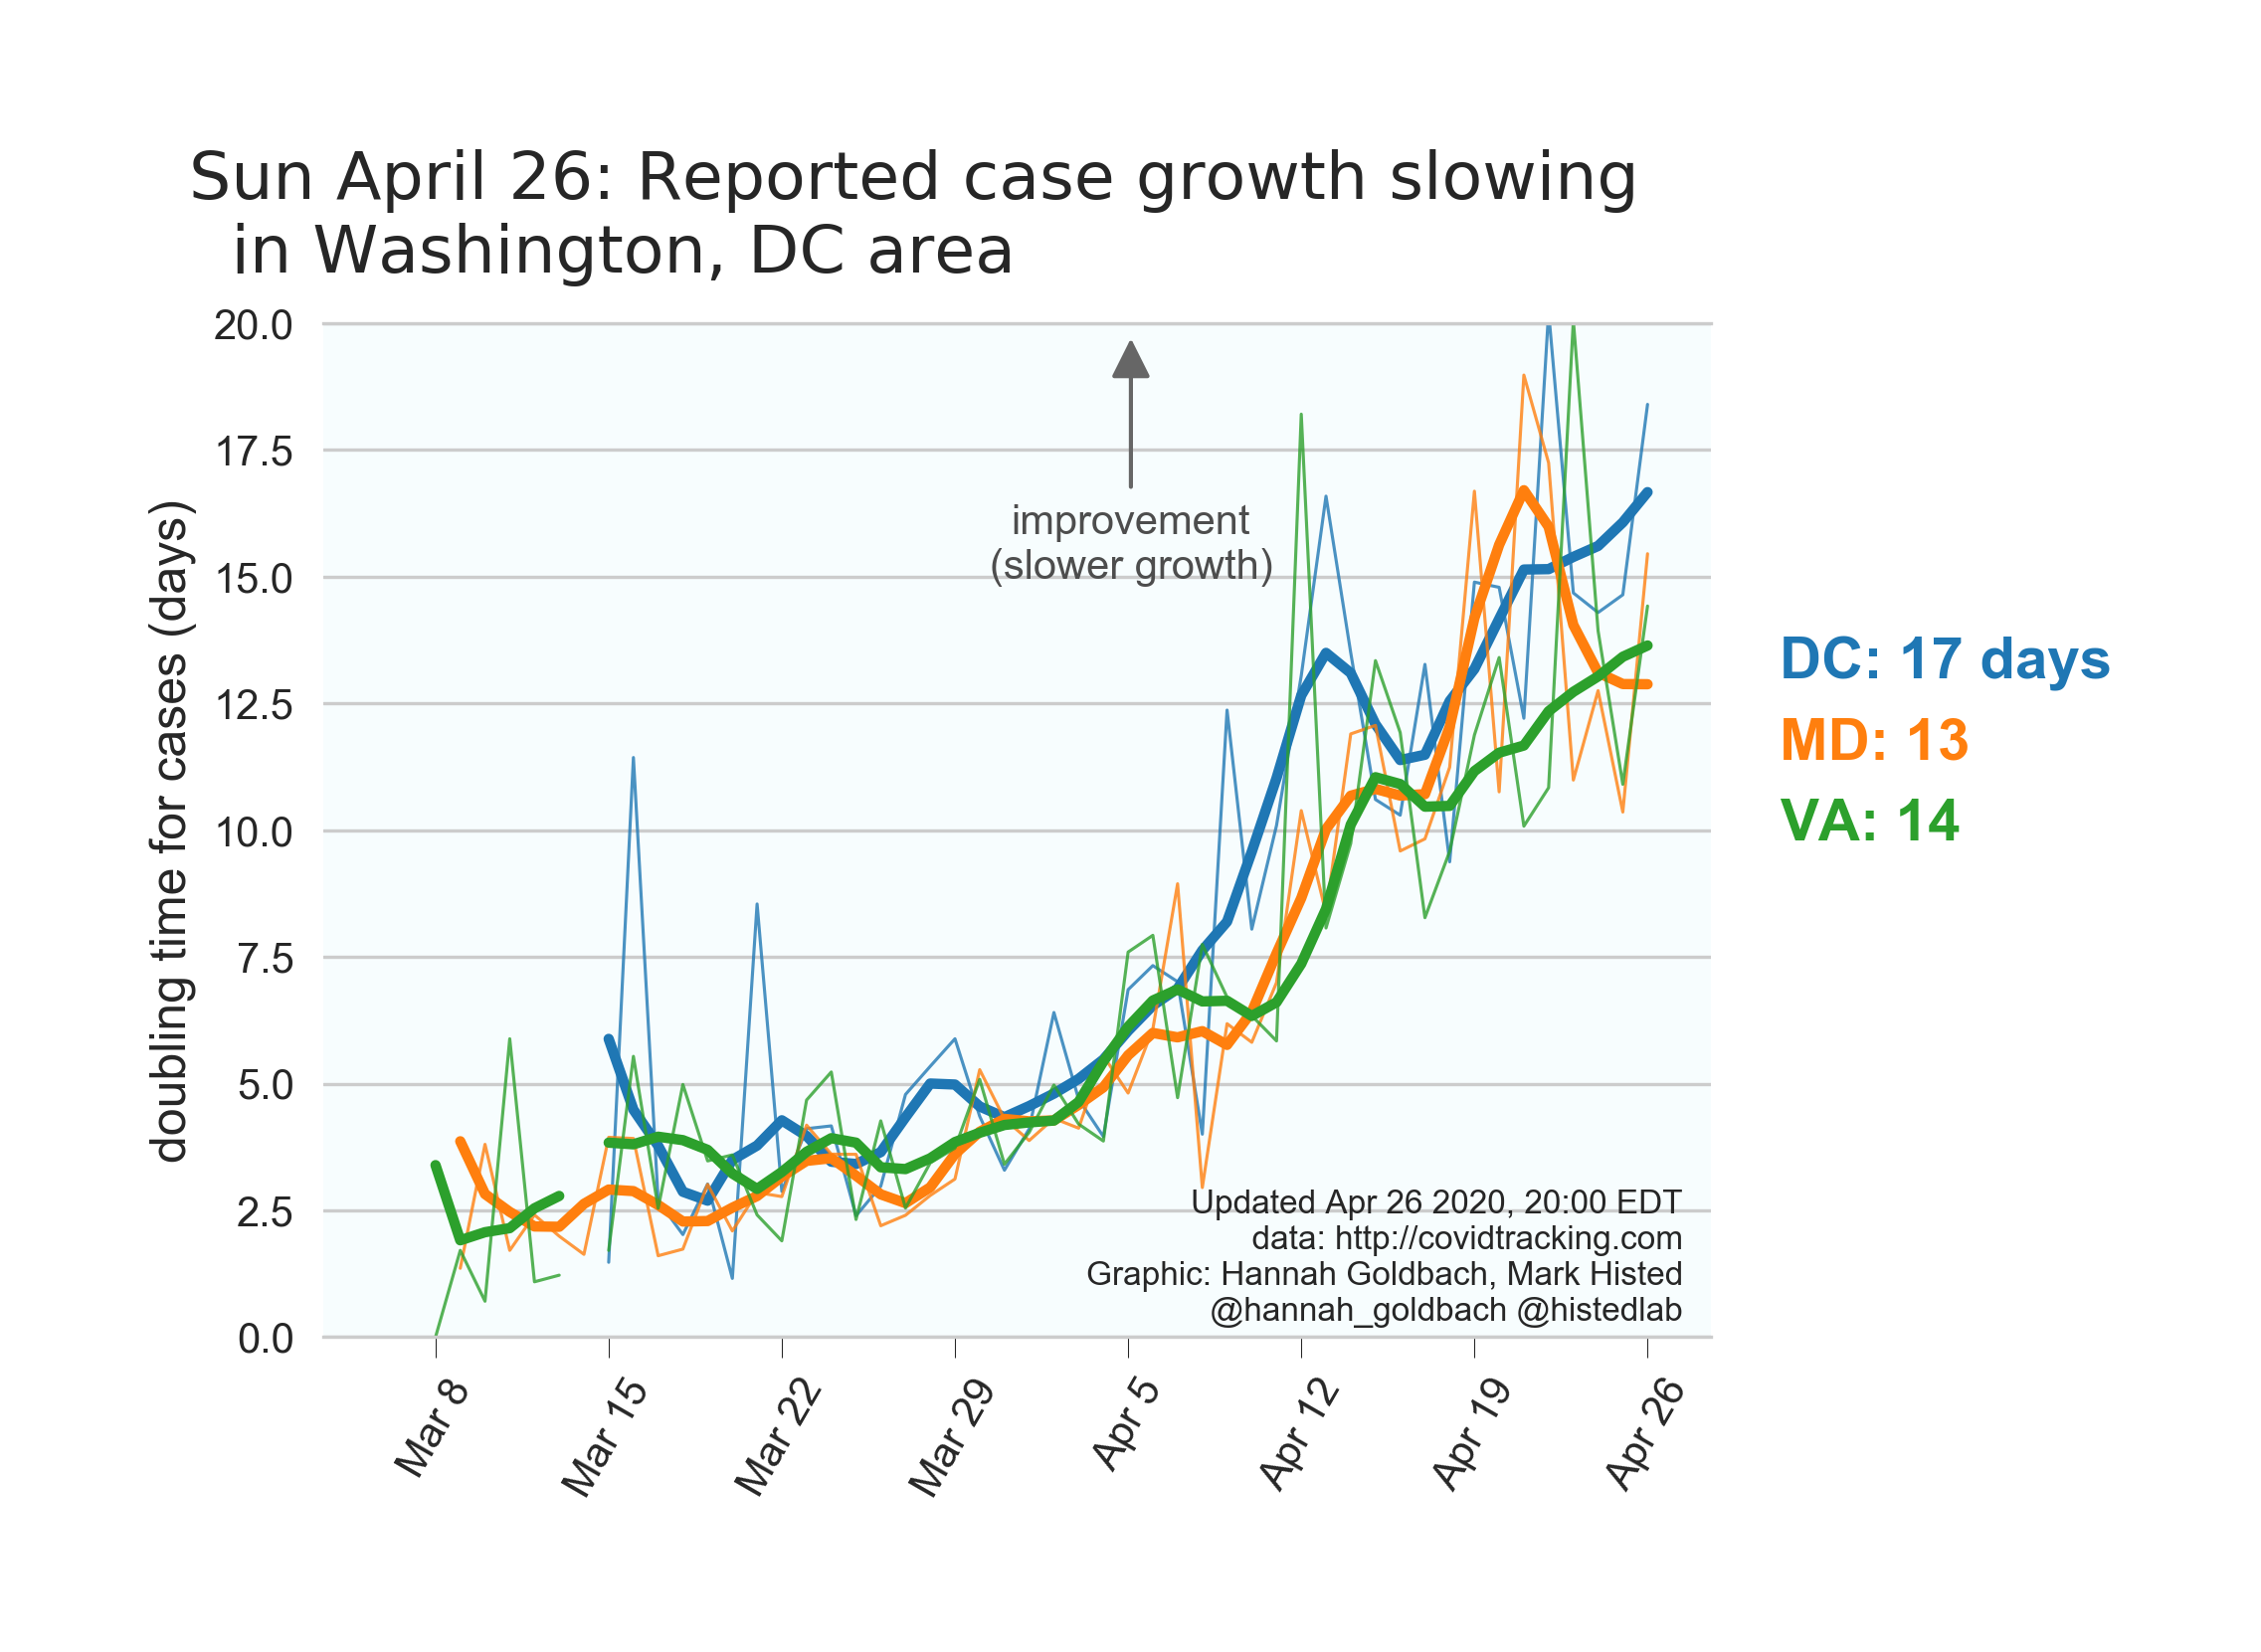 Sun April 26: Reported case growth slowing
in Washington, DC area
doubling time for cases (days)
20.0
17.5
15.0
12.5
10.0
7.5
5.0
2.5
0.0
improvement
(slower growth)
DC: 17 days
MD: 13
VA: 14
Updated Apr 26 2020, 20:00 EDT
data: http://covidtracking.com
Graphic: Hannah Goldbach, Mark Histed
@hannah_goldbach @histedlab
Mar 8
Mar 15
Mar 22
Mar 29
Apr 5
Apr 12
Apr 19
Apr 26